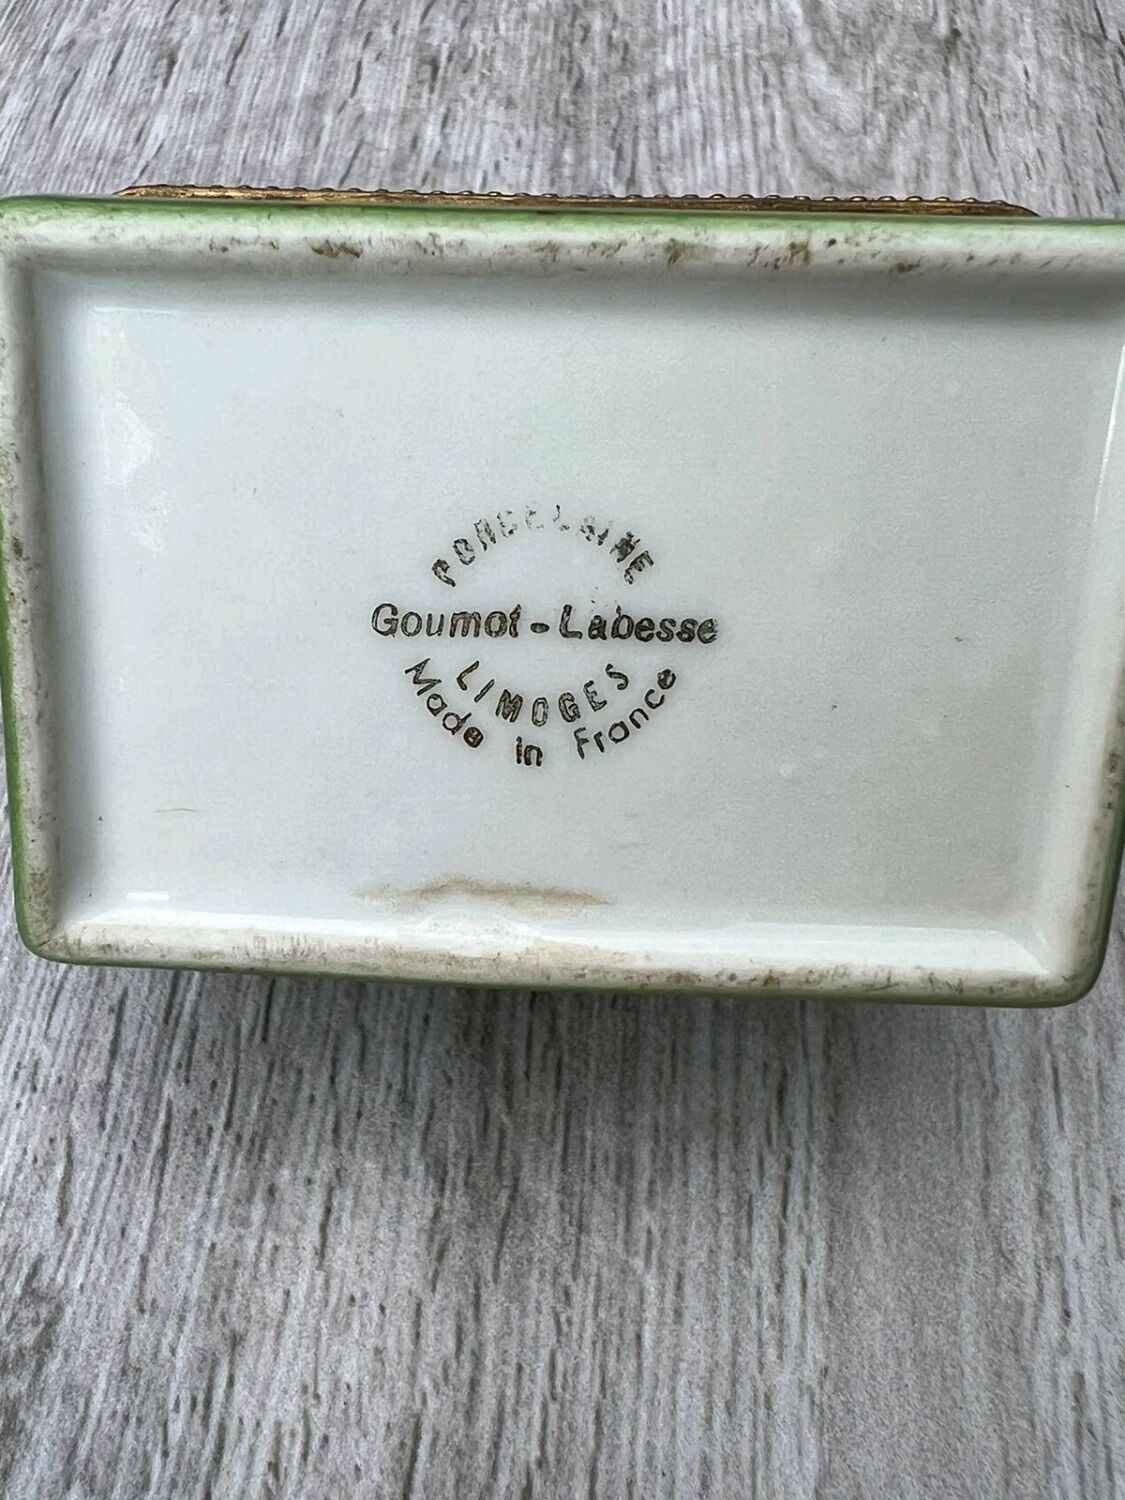 PORCELAINE
Goumot-Labesse
LIMOGES
Made in France